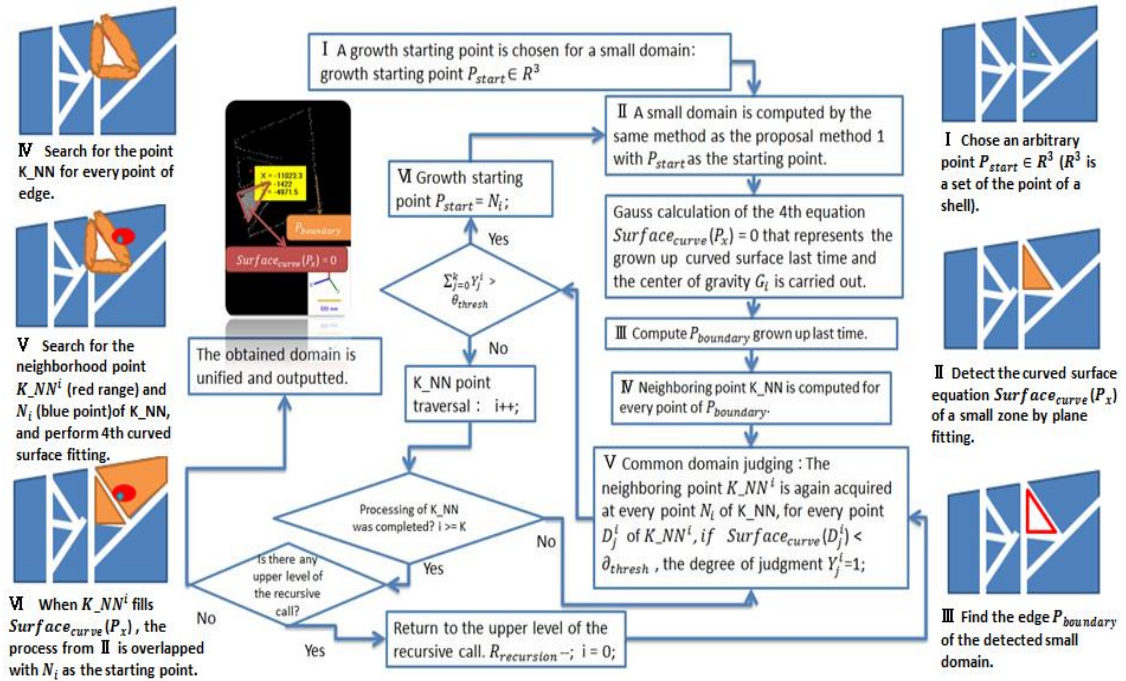 Ⅰ A growth starting point is chosen for a small domain:
growth starting point P_start ∈ R³
Ⅱ A small domain is computed by the
same method as the proposal method 1
with P_start as the starting point.
Gauss calculation of the 4th equation
Surface_curve(P_x) = 0 that represents the
grown up curved surface last time and
the center of gravity G_i is carried out.
Ⅲ Compute P_boundary grown up last time.
Ⅳ Neighboring point K_NN is computed for
every point of P_boundary.
Ⅴ Common domain judging : The
neighboring point K_NN^i is again acquired
at every point N_i of K_NN, for every point
D_j^i of K_NN^i, if Surface_curve(D_j^i) <
∂_thresh , the degree of judgment Y_j^i=1;
Ⅵ Growth starting
point P_start = N_i;
Yes
Σ_{j=0}^k Y_j^i >
θ_thresh
No
K_NN point
traversal : i++;
Processing of K_NN
was completed? i >= K
No
Yes
Is there any
upper level of
the recursive
call?
No
Yes
Return to the upper level of the
recursive call. R_recursion --; i = 0;
The obtained domain is
unified and outputted.
X = -11023.3
-1422
-4971.5
P_boundary
Surface_curve(P_x) = 0
Ⅳ Search for the point
K_NN for every point of
edge.
Ⅴ Search for the
neighborhood point
K_NN^i (red range) and
N_i (blue point)of K_NN,
and perform 4th curved
surface fitting.
Ⅵ When K_NN^i fills
Surface_curve(P_x) , the
process from Ⅱ is overlapped
with N_i as the starting point.
Ⅰ Chose an arbitrary
point P_start ∈ R³ (R³ is
a set of the point of a
shell).
Ⅱ Detect the curved surface
equation Surface_curve(P_x)
of a small zone by plane
fitting.
Ⅲ Find the edge P_boundary
of the detected small
domain.